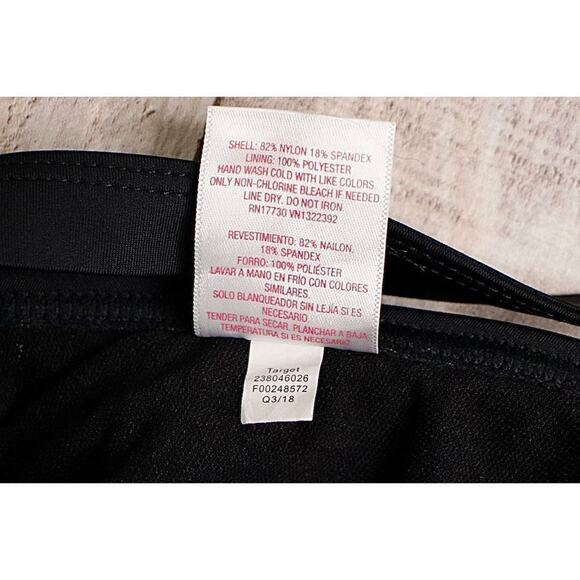 SHELL: 82% NYLON 18% SPANDEX
LINING: 100% POLYESTER
HAND WASH COLD WITH LIKE COLORS.
ONLY NON-CHLORINE BLEACH IF NEEDED.
LINE DRY. DO NOT IRON.
RN17730 VN1322392
REVESTIMIENTO: 82% NAILON,
18% SPANDEX
FORRO: 100% POLIÉSTER
LAVAR A MANO EN FRÍO CON COLORES
SIMILARES.
SOLO BLANQUEADOR SIN LEJÍA SI ES
NECESARIO.
TENDER PARA SECAR. PLANCHAR A BAJA
TEMPERATURA SI ES NECESARIO.
Target
238046026
F00248572
Q3/18